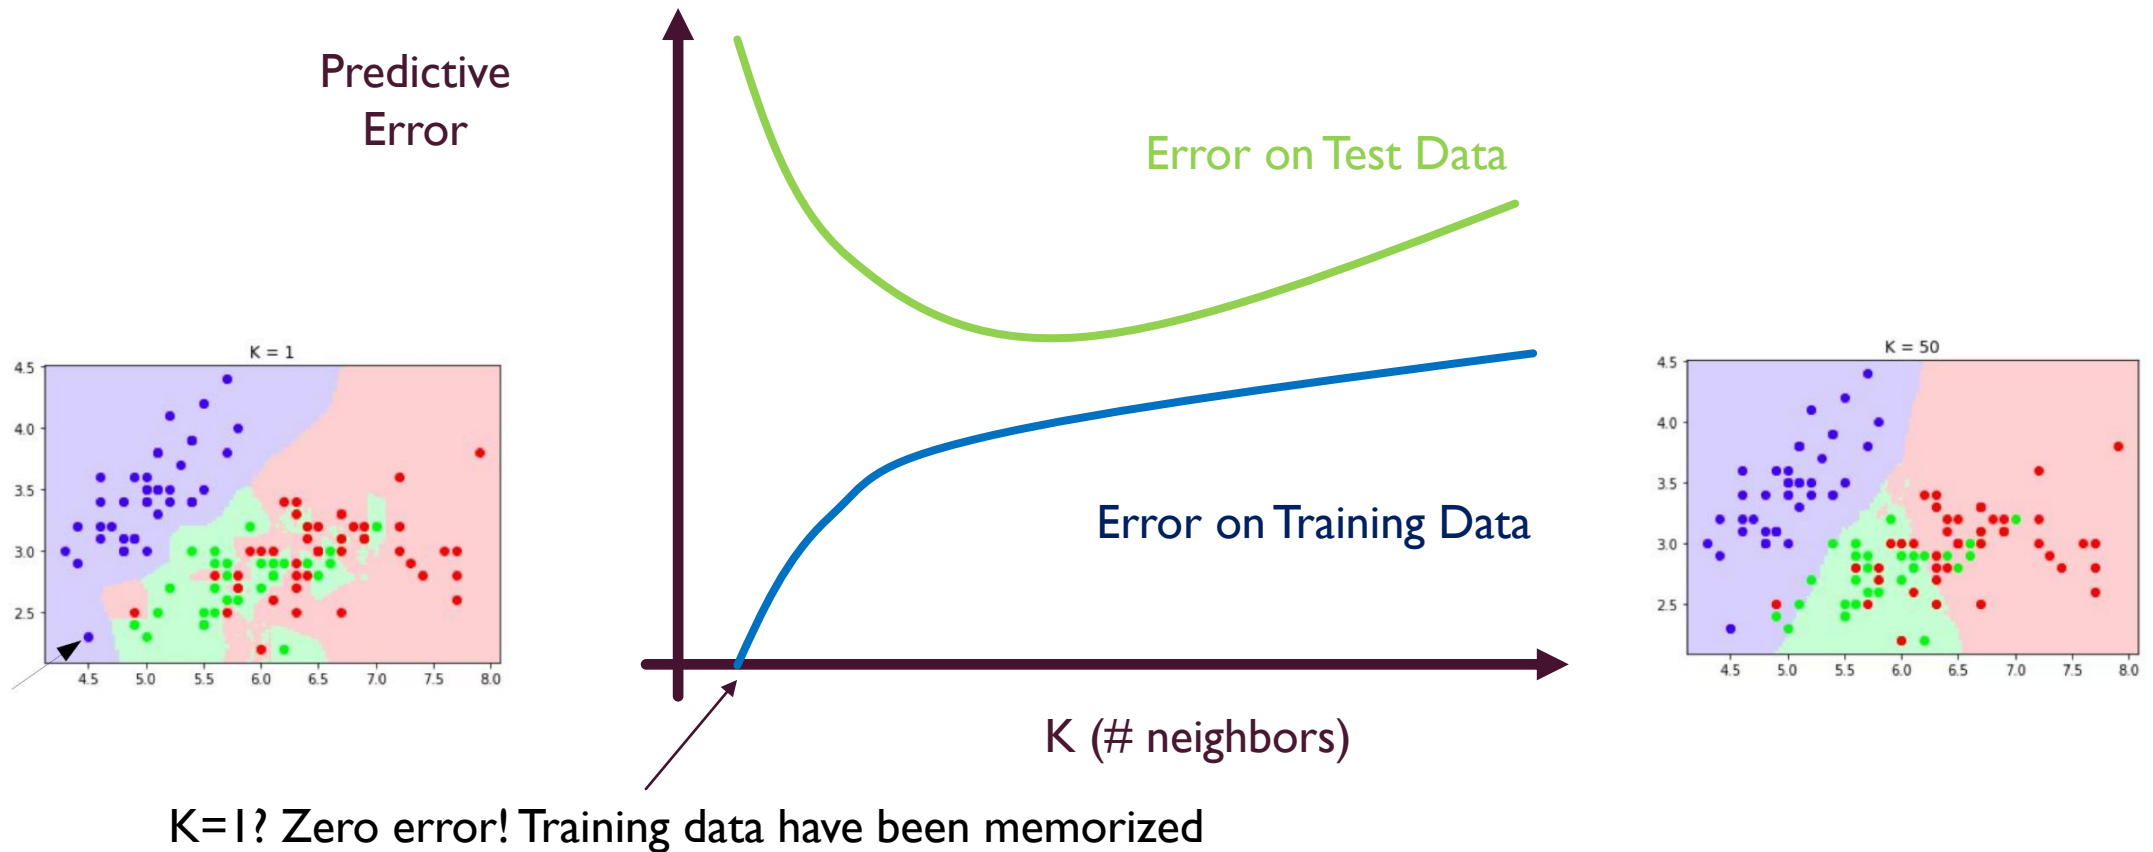 Predictive
Error
Error on Test Data
Error on Training Data
K (# neighbors)
K=1? Zero error! Training data have been memorized
K = 1
4.5
4.0
3.5
3.0
2.5
4.5 5.0 5.5 6.0 6.5 7.0 7.5 8.0
K = 50
4.5
4.0
3.5
3.0
2.5
4.5 5.0 5.5 6.0 6.5 7.0 7.5 8.0